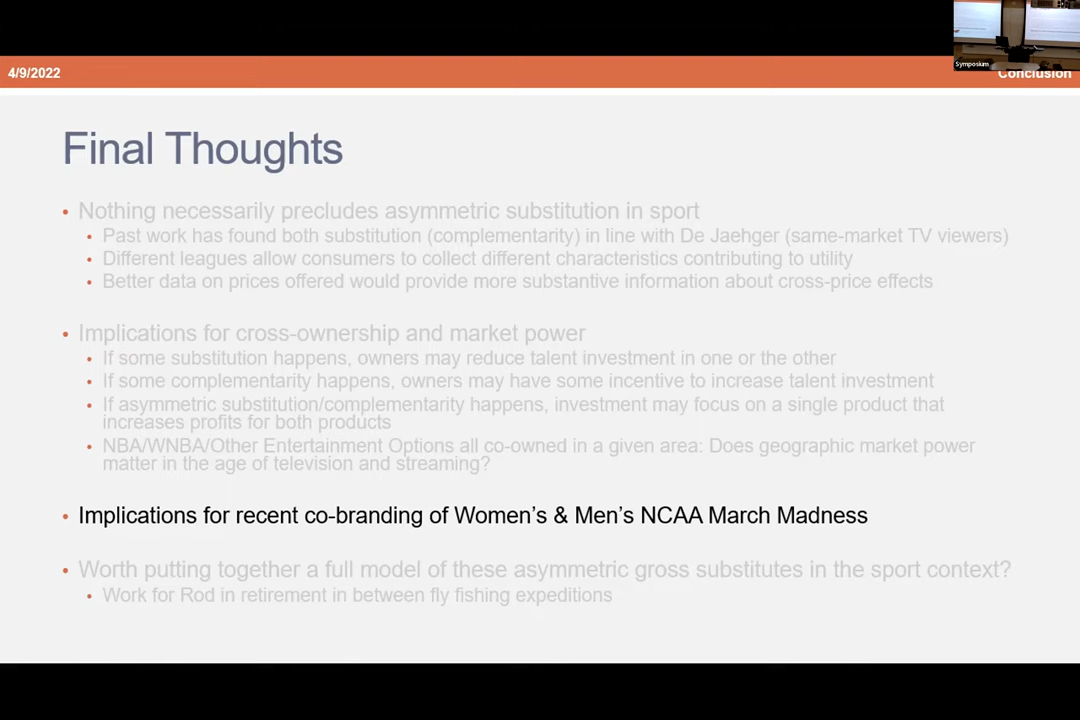 4/9/2022
Symposium
Conclusion
Final Thoughts
• Nothing necessarily precludes asymmetric substitution in sport
• Past work has found both substitution (complementarity) in line with De Jaehger (same-market TV viewers)
• Different leagues allow consumers to collect different characteristics contributing to utility
• Better data on prices offered would provide more substantive information about cross-price effects
• Implications for cross-ownership and market power
• If some substitution happens, owners may reduce talent investment in one or the other
• If some complementarity happens, owners may have some incentive to increase talent investment
• If asymmetric substitution/complementarity happens, investment may focus on a single product that
increases profits for both products
• NBA/WNBA/Other Entertainment Options all co-owned in a given area: Does geographic market power
matter in the age of television and streaming?
• Implications for recent co-branding of Women's & Men's NCAA March Madness
• Worth putting together a full model of these asymmetric gross substitutes in the sport context?
• Work for Rod in retirement in between fly fishing expeditions